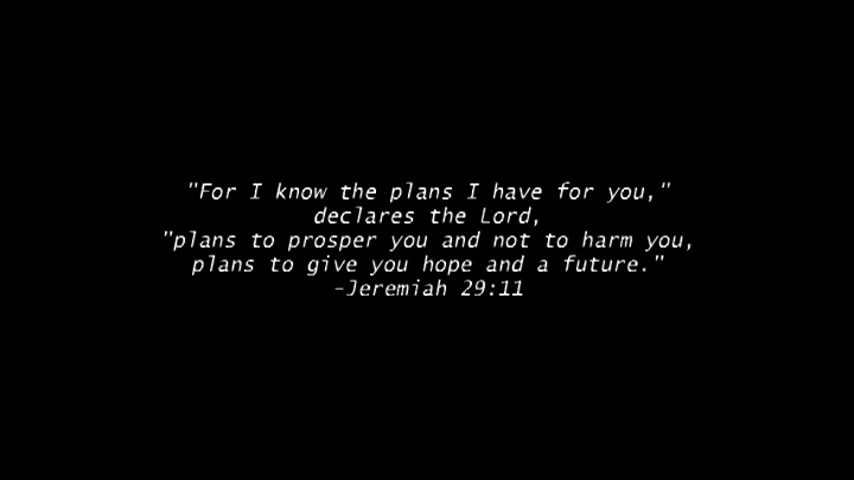 "For I know the plans I have for you,"
declares the Lord,
"plans to prosper you and not to harm you,
plans to give you hope and a future."
-Jeremiah 29:11